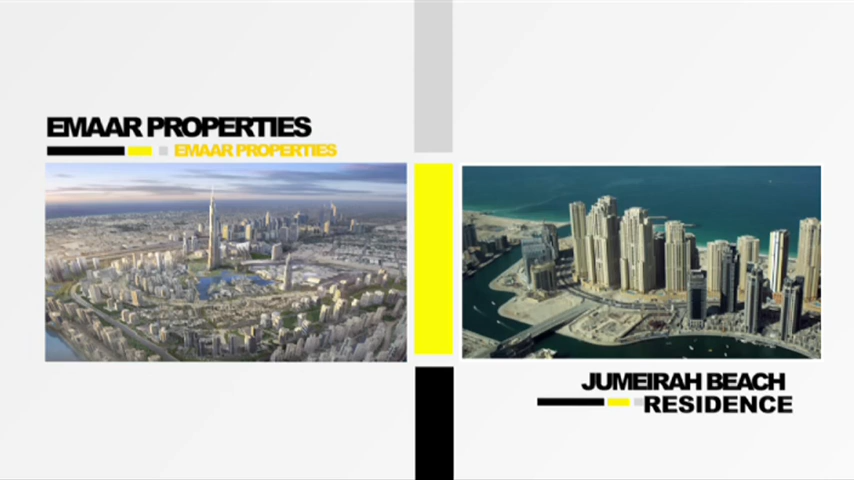 EMAAR PROPERTIES
EMAAR PROPERTIES
JUMEIRAH BEACH
RESIDENCE